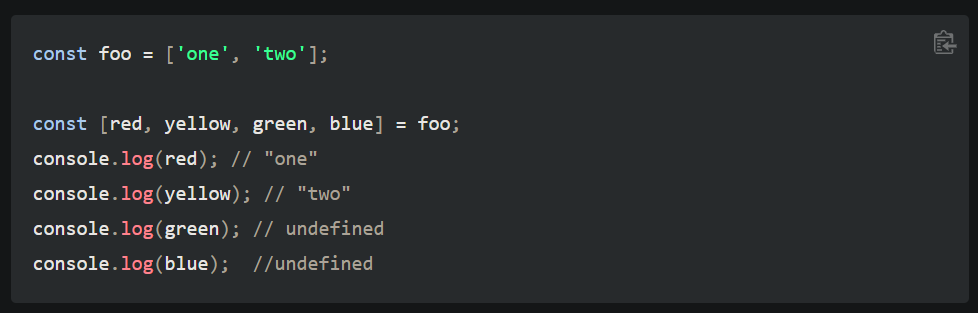 const foo = ['one', 'two'];
const [red, yellow, green, blue] = foo;
console.log(red); // "one"
console.log(yellow); // "two"
console.log(green); // undefined
console.log(blue);  //undefined